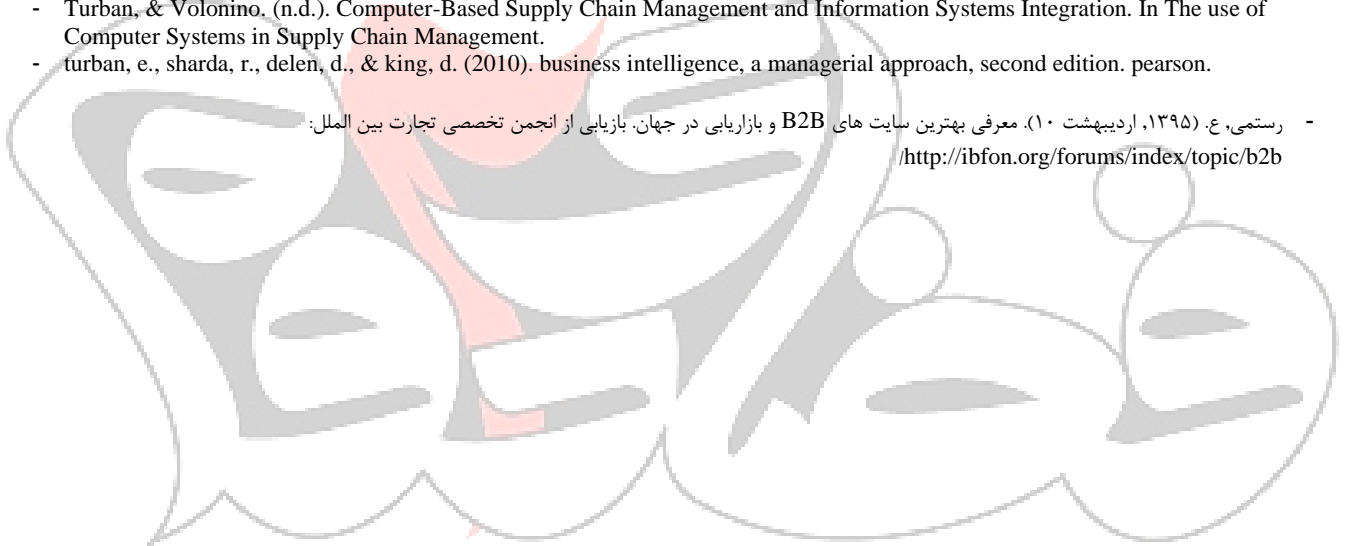 - Turban, & Volonino. (n.d.). Computer-Based Supply Chain Management and Information Systems Integration. In The use of
Computer Systems in Supply Chain Management.
- turban, e., sharda, r., delen, d., & king, d. (2010). business intelligence, a managerial approach, second edition. pearson.
- رستمی, ع. (۱۳۹۵, اردیبهشت ۱۰). معرفی بهترین سایت های B2B و بازاریابی در جهان. بازیابی از انجمن تخصصی تجارت بین الملل:
/http://ibfon.org/forums/index/topic/b2b